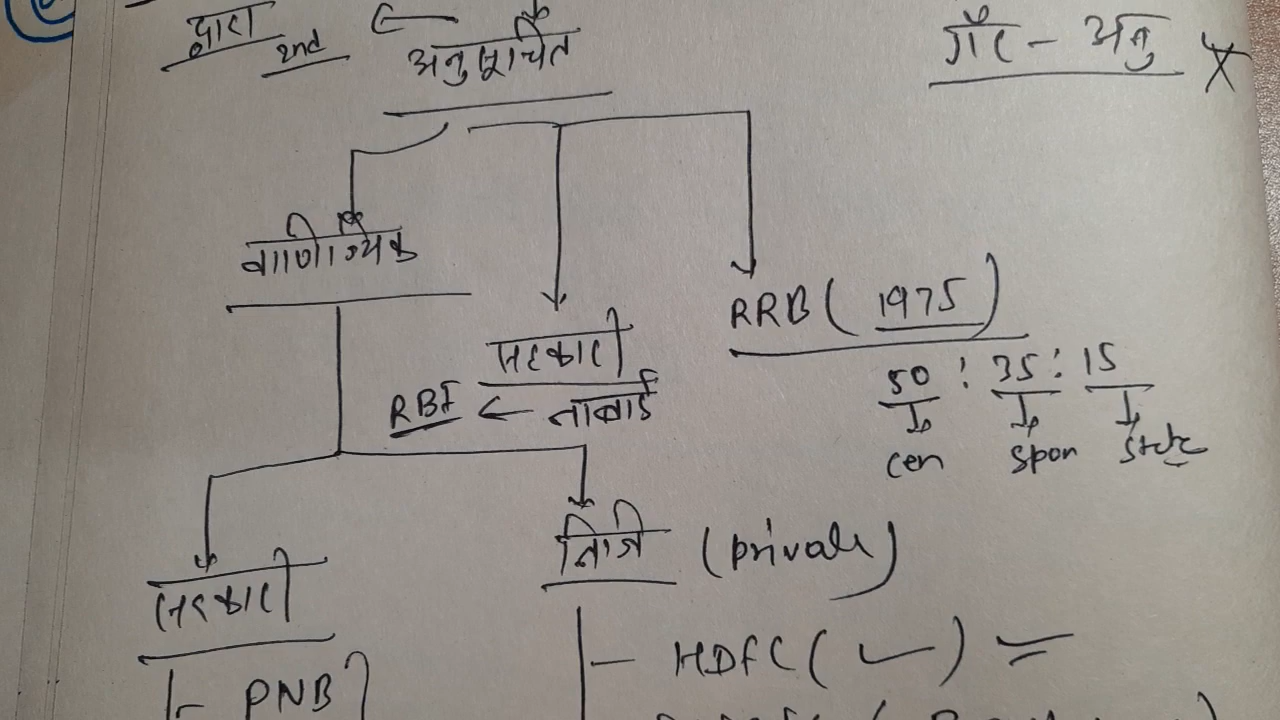 द्वारा 2nd ← अनुसूचित
गैर - अनु X
वाणिज्यिक
RRB ( 1975 )
सहकारी
50 : 35 : 15
RBI ← नाबार्ड
cen spon state
निजि (private)
सरकारी
- HDFC ( ✓ ) =
- PNB